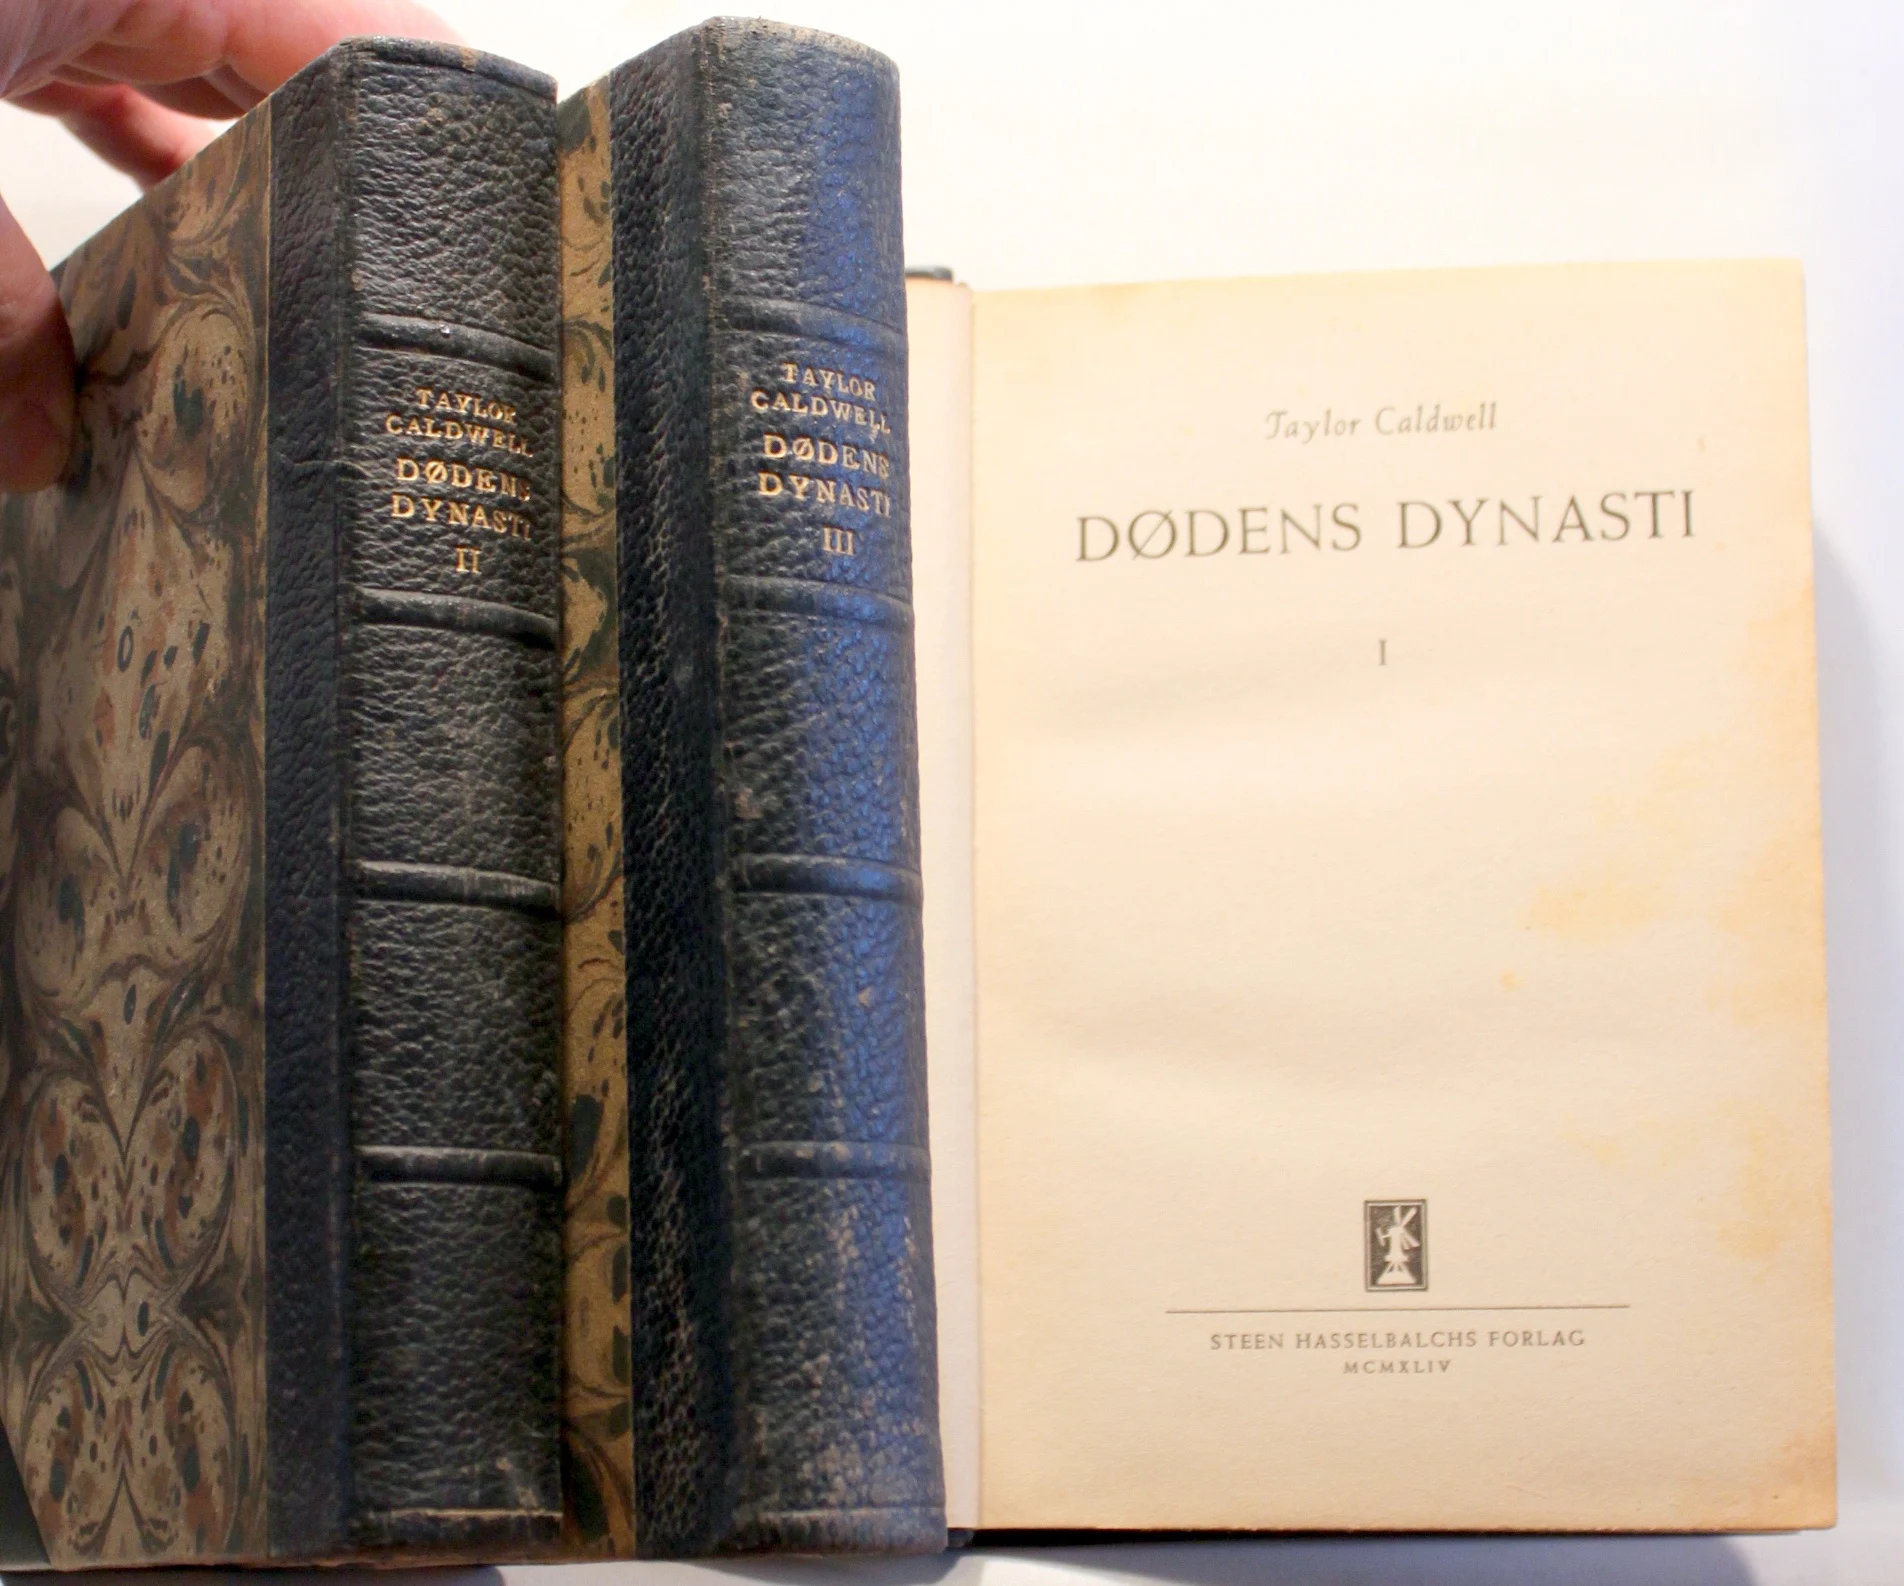 TAYLOR
CALDWELL
DØDENS
DYNASTI
II
TAYLOR
CALDWELL
DØDENS
DYNASTI
III
Taylor Caldwell
DØDENS DYNASTI
I
STEEN HASSELBALCHS FORLAG
MCMXLIV